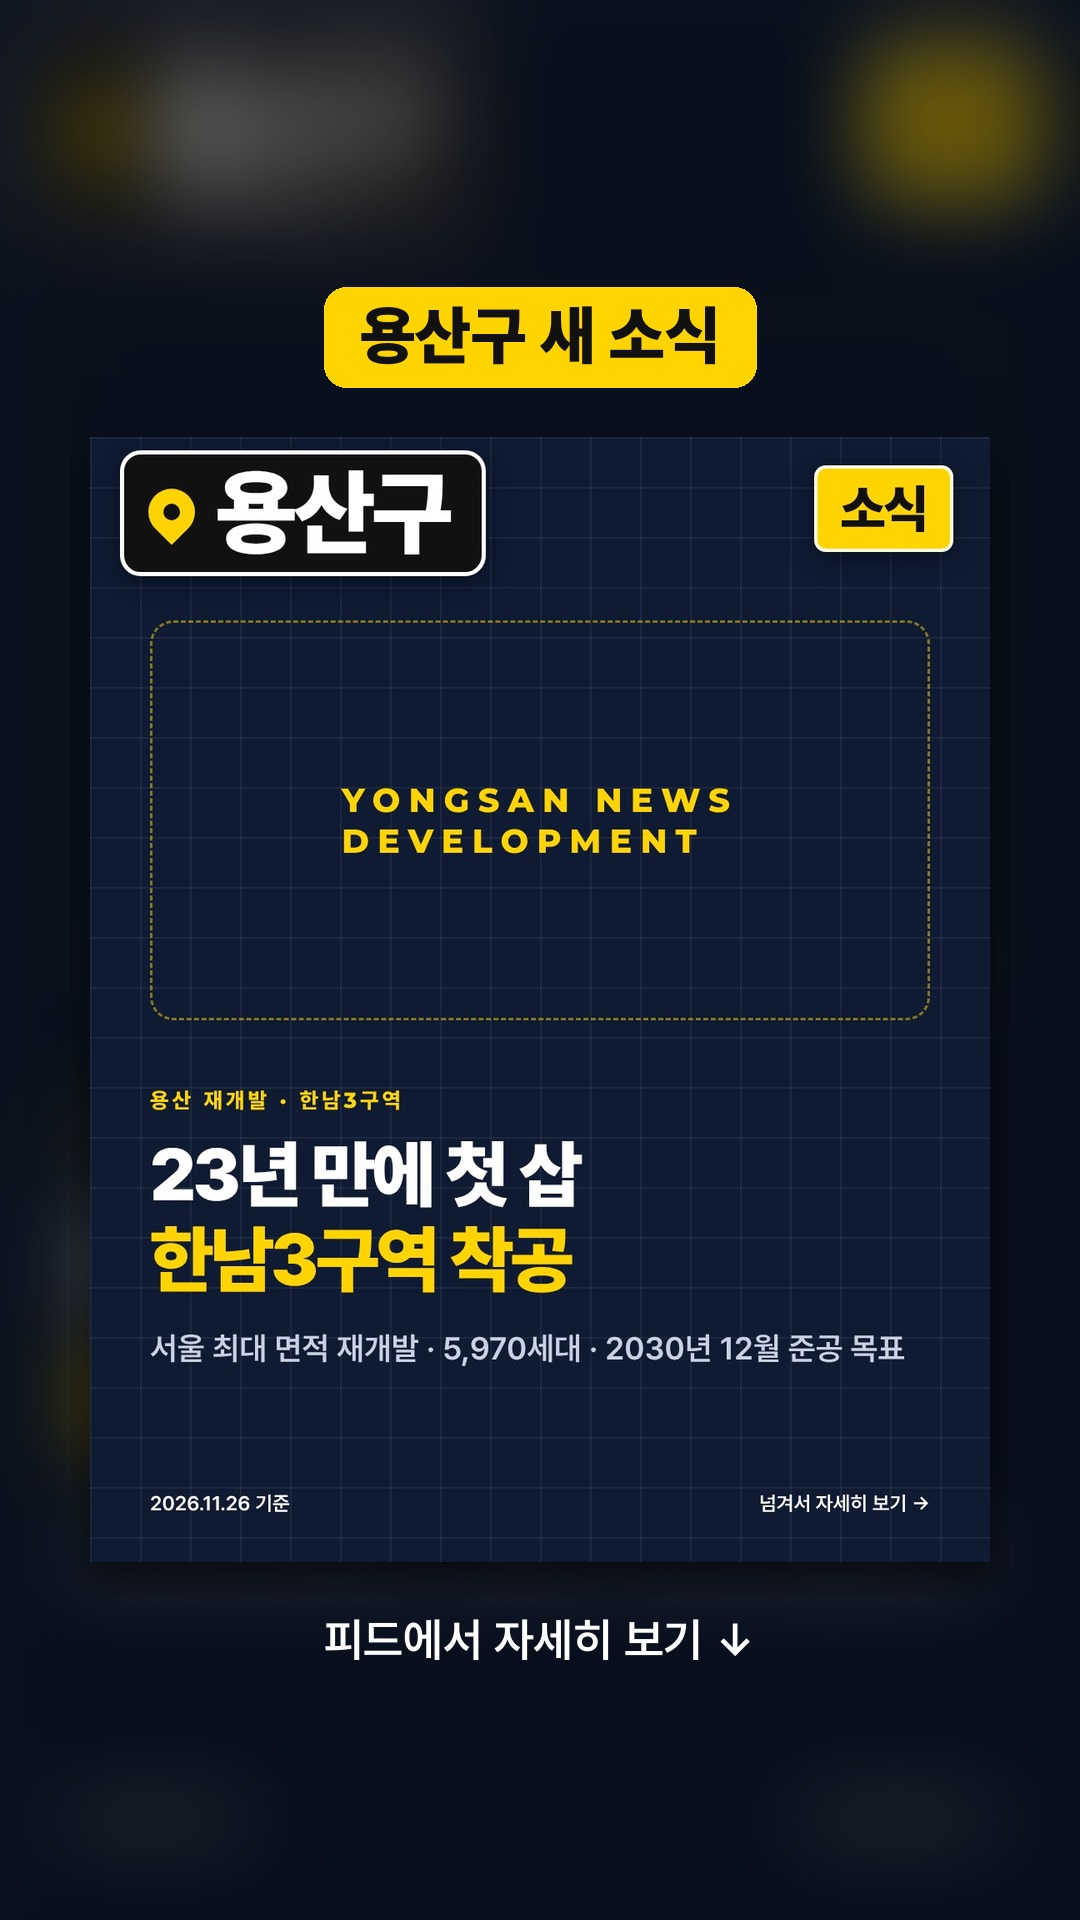 용산구 새 소식
용산구
소식
YONGSAN NEWS
DEVELOPMENT
용산 재개발 · 한남3구역
23년 만에 첫 삽
한남3구역 착공
서울 최대 면적 재개발 · 5,970세대 · 2030년 12월 준공 목표
2026.11.26 기준
넘겨서 자세히 보기 →
피드에서 자세히 보기 ↓